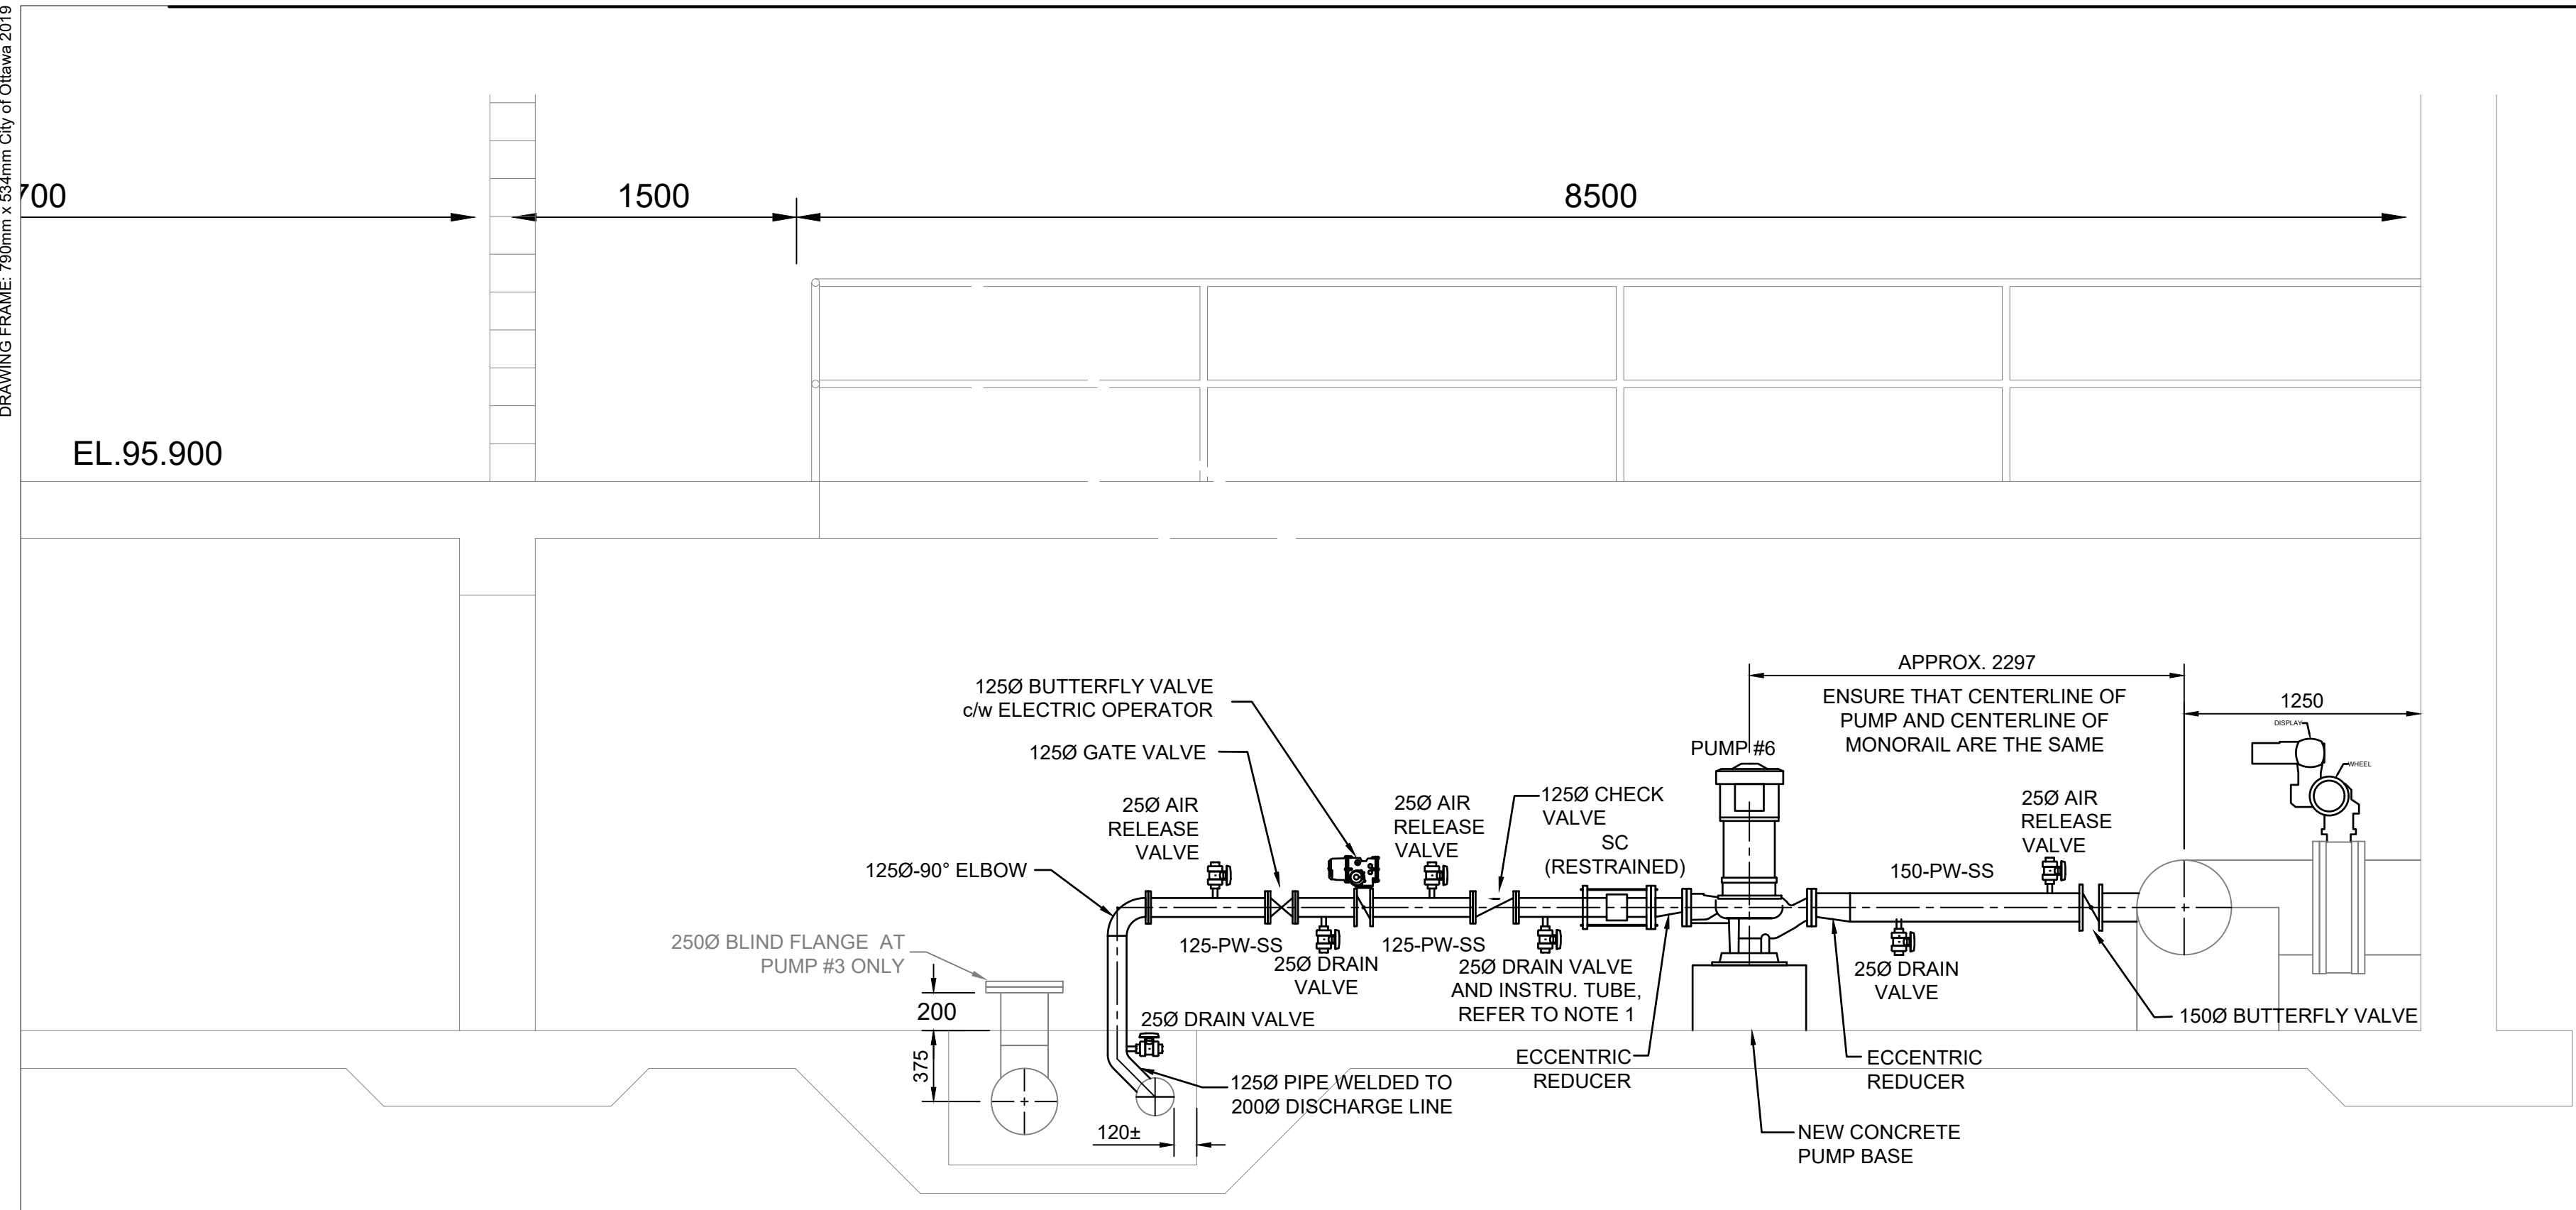 DRAWING FRAME: 790mm x 534mm City of Ottawa 2019
700
1500
8500
EL.95.900
APPROX. 2297
ENSURE THAT CENTERLINE OF
PUMP AND CENTERLINE OF
MONORAIL ARE THE SAME
1250
DISPLAY
WHEEL
125Ø BUTTERFLY VALVE
c/w ELECTRIC OPERATOR
125Ø GATE VALVE
PUMP #6
25Ø AIR
RELEASE
VALVE
25Ø AIR
RELEASE
VALVE
125Ø CHECK
VALVE
SC
(RESTRAINED)
25Ø AIR
RELEASE
VALVE
125Ø-90° ELBOW
150-PW-SS
250Ø BLIND FLANGE AT
PUMP #3 ONLY
125-PW-SS
125-PW-SS
25Ø DRAIN
VALVE
25Ø DRAIN VALVE
AND INSTRU. TUBE,
REFER TO NOTE 1
25Ø DRAIN
VALVE
200
25Ø DRAIN VALVE
150Ø BUTTERFLY VALVE
375
ECCENTRIC
REDUCER
ECCENTRIC
REDUCER
125Ø PIPE WELDED TO
200Ø DISCHARGE LINE
120±
NEW CONCRETE
PUMP BASE